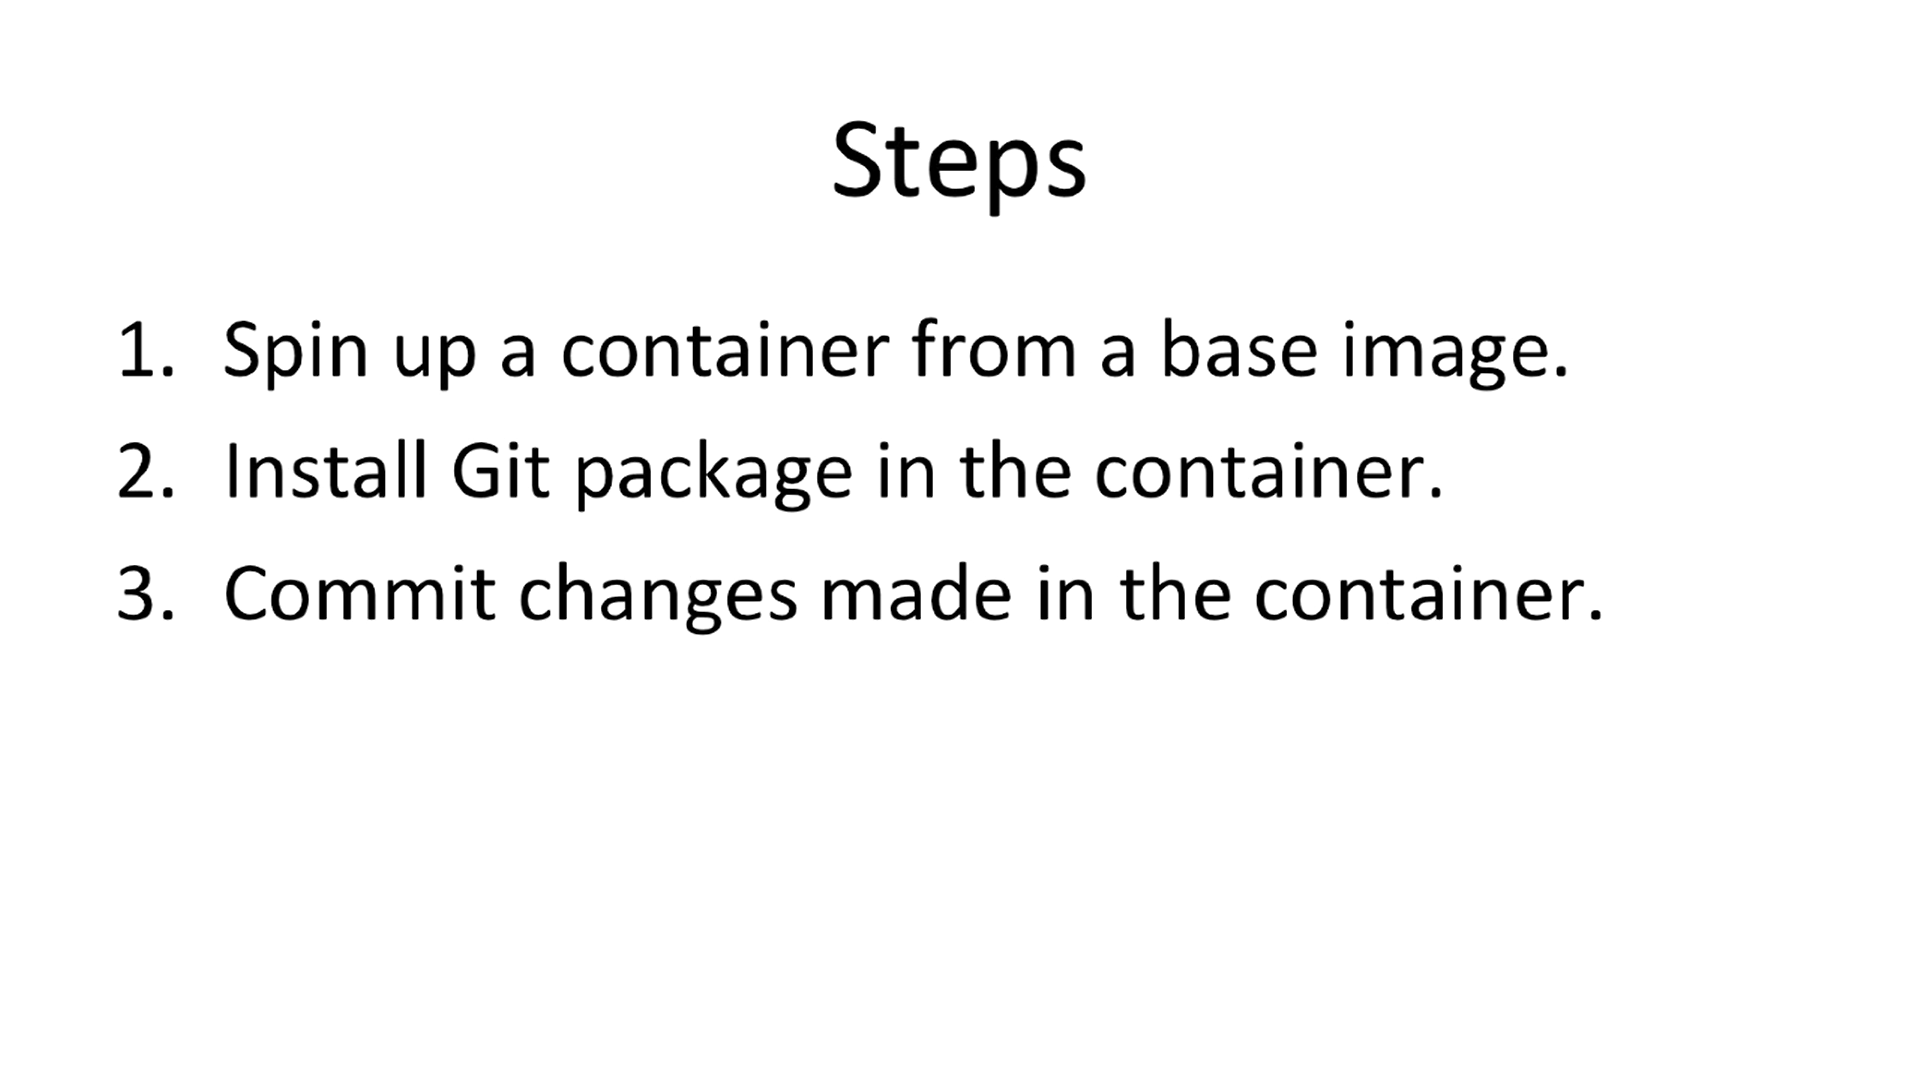 Steps
1. Spin up a container from a base image.
2. Install Git package in the container.
3. Commit changes made in the container.